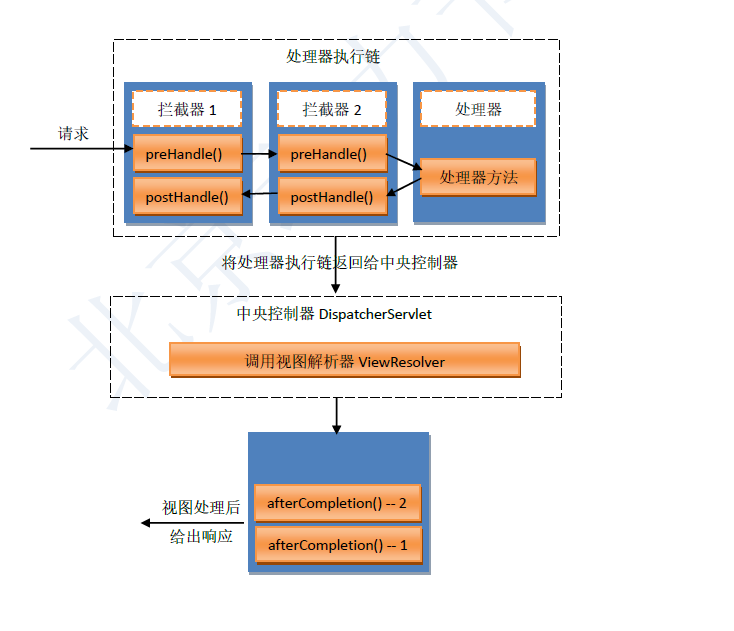 处理器执行链
拦截器 1
拦截器 2
处理器
请求
preHandle()
preHandle()
处理器方法
postHandle()
postHandle()
将处理器执行链返回给中央控制器
中央控制器 DispatcherServlet
调用视图解析器 ViewResolver
afterCompletion() -- 2
视图处理后
给出响应
afterCompletion() -- 1
北京